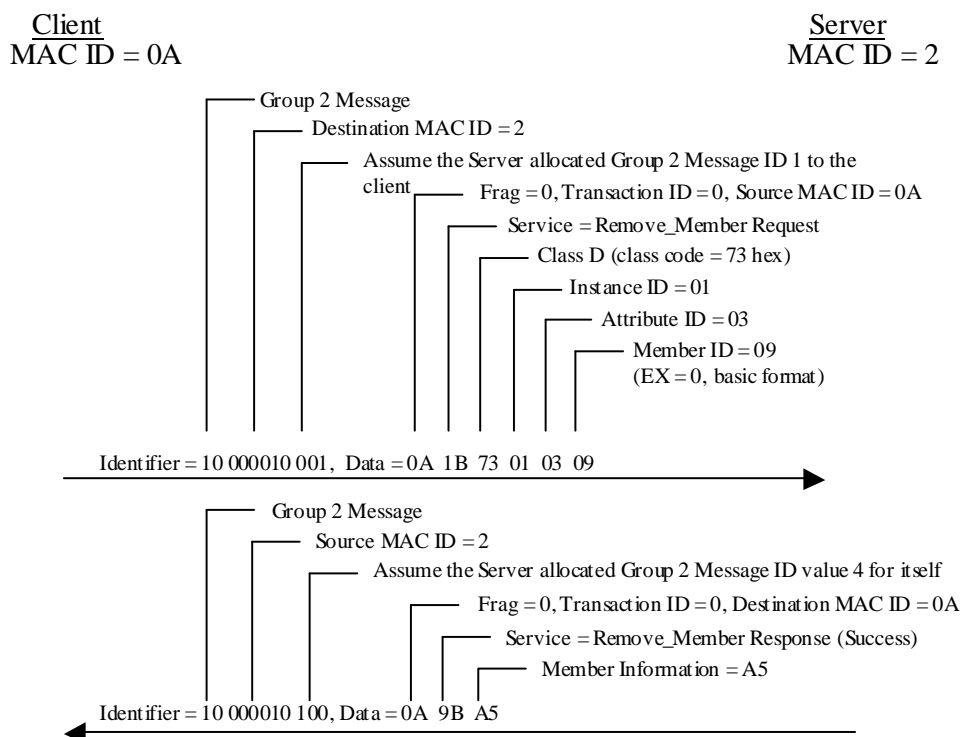 Client
MAC ID = 0A
Server
MAC ID = 2
Group 2 Message
Destination MAC ID = 2
Assume the Server allocated Group 2 Message ID 1 to the
client
Frag = 0, Transaction ID = 0, Source MAC ID = 0A
Service = Remove_Member Request
Class D (class code = 73 hex)
Instance ID = 01
Attribute ID = 03
Member ID = 09
(EX = 0, basic format)
Identifier = 10 000010 001, Data = 0A 1B 73 01 03 09
Group 2 Message
Source MAC ID = 2
Assume the Server allocated Group 2 Message ID value 4 for itself
Frag = 0, Transaction ID = 0, Destination MAC ID = 0A
Service = Remove_Member Response (Success)
Member Information = A5
Identifier = 10 000010 100, Data = 0A 9B A5